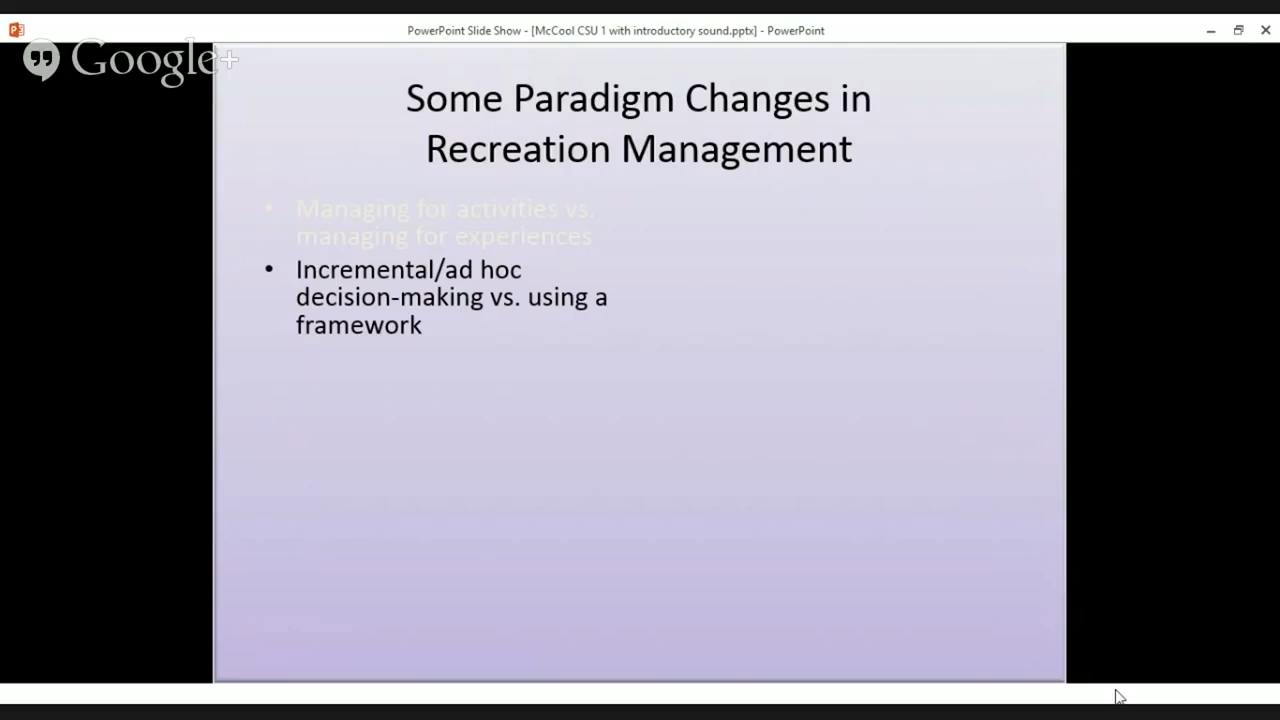 PowerPoint Slide Show - [McCool CSU 1 with introductory sound.pptx] - PowerPoint
Google+
Some Paradigm Changes in
Recreation Management
• Managing for activities vs.
managing for experiences
• Incremental/ad hoc
decision-making vs. using a
framework